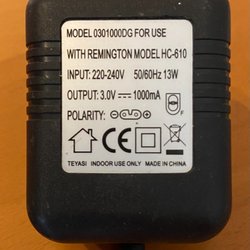 MODEL 0301000DG FOR USE
WITH REMINGTON MODEL HC-610
INPUT: 220-240V 50/60Hz 13W
OUTPUT: 3.0V ⎓ 1000mA
POLARITY:
F
TEYASI INDOOR USE ONLY MADE IN CHINA